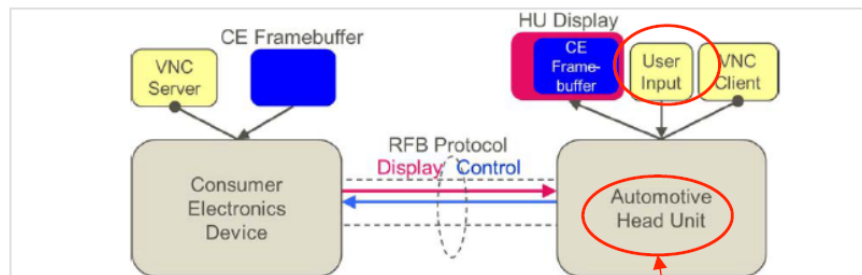 HU Display
CE Framebuffer
VNC
Server
CE
Frame-
buffer
User
Input
VNC
Client
RFB Protocol
Display Control
Consumer
Electronics
Device
Automotive
Head Unit